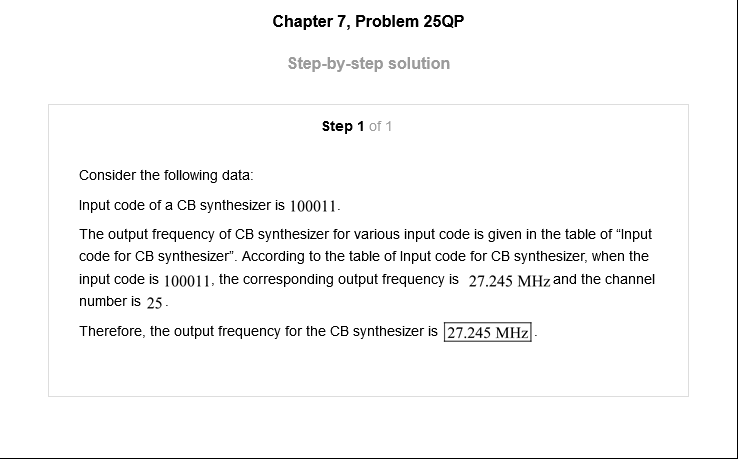 Chapter 7, Problem 25QP
Step-by-step solution
Step 1 of 1
Consider the following data:
Input code of a CB synthesizer is 100011.
The output frequency of CB synthesizer for various input code is given in the table of “Input
code for CB synthesizer”. According to the table of Input code for CB synthesizer, when the
input code is 100011, the corresponding output frequency is 27.245 MHz and the channel
number is 25.
Therefore, the output frequency for the CB synthesizer is 27.245 MHz.